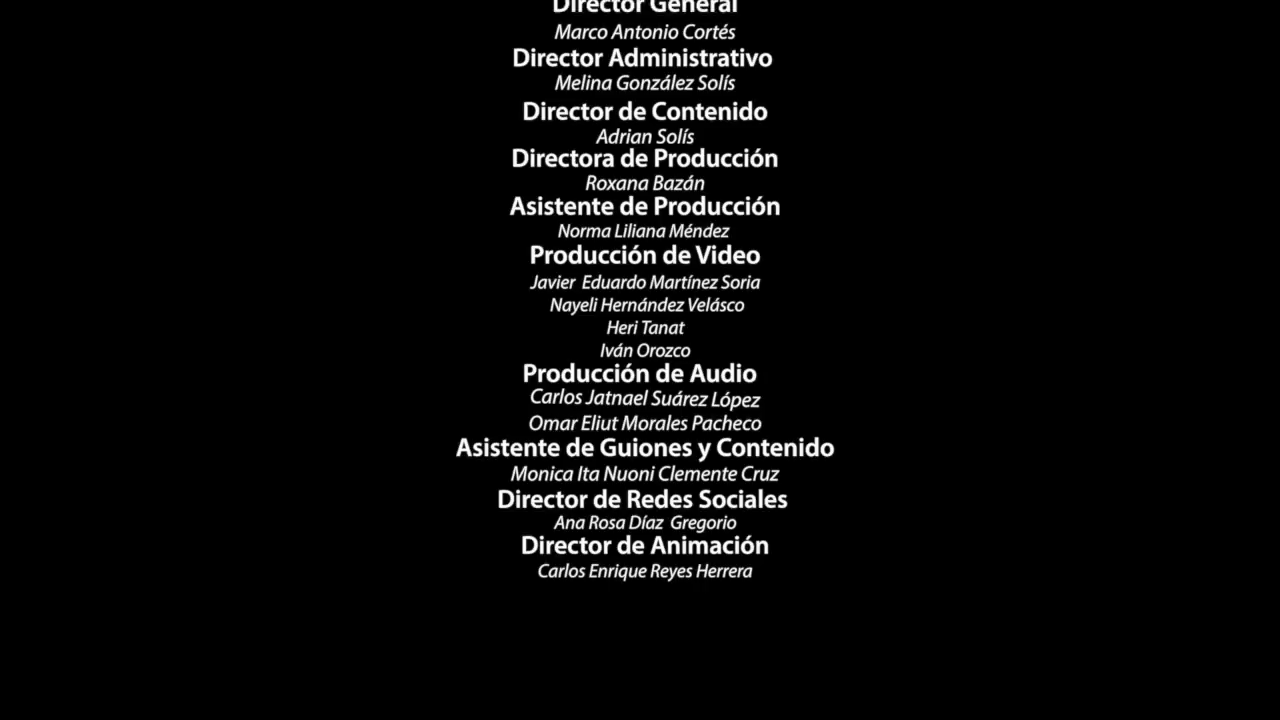 Director General
Marco Antonio Cortés
Director Administrativo
Melina González Solís
Director de Contenido
Adrian Solís
Directora de Producción
Roxana Bazán
Asistente de Producción
Norma Liliana Méndez
Producción de Video
Javier Eduardo Martínez Soria
Nayeli Hernández Velásco
Heri Tanat
Iván Orozco
Producción de Audio
Carlos Jatnael Suárez López
Omar Eliut Morales Pacheco
Asistente de Guiones y Contenido
Monica Ita Nuoni Clemente Cruz
Director de Redes Sociales
Ana Rosa Díaz Gregorio
Director de Animación
Carlos Enrique Reyes Herrera